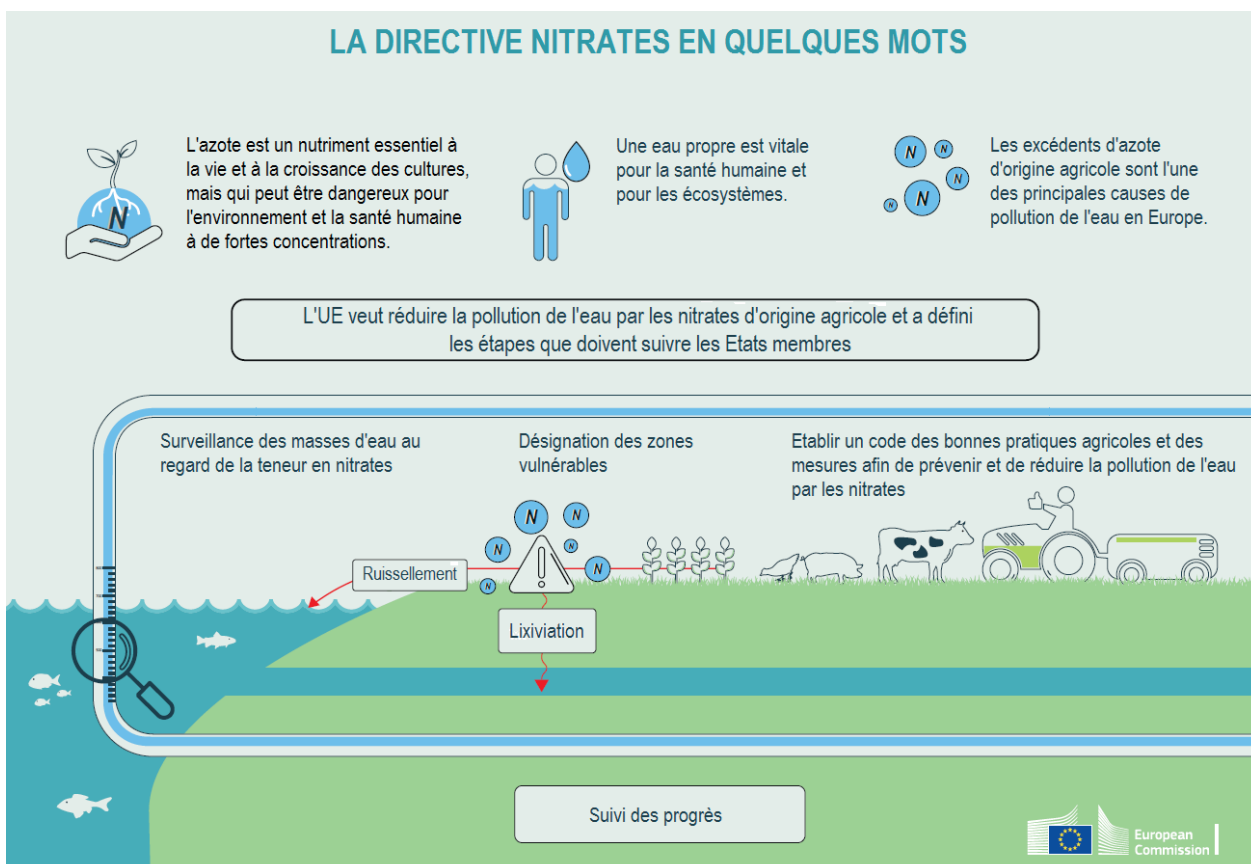 LA DIRECTIVE NITRATES EN QUELQUES MOTS
L'azote est un nutriment essentiel à
la vie et à la croissance des cultures,
mais qui peut être dangereux pour
l'environnement et la santé humaine
à de fortes concentrations.
N
Une eau propre est vitale
pour la santé humaine et
pour les écosystèmes.
N
N
N
N
N
Les excédents d'azote
d'origine agricole sont l'une
des principales causes de
pollution de l'eau en Europe.
L'UE veut réduire la pollution de l'eau par les nitrates d'origine agricole et a défini
les étapes que doivent suivre les Etats membres
Surveillance des masses d'eau au
regard de la teneur en nitrates
Désignation des zones
vulnérables
Etablir un code des bonnes pratiques agricoles et des
mesures afin de prévenir et de réduire la pollution de l'eau
par les nitrates
N
N
N
N
N
N
Ruissellement
Lixiviation
Suivi des progrès
European
Commission